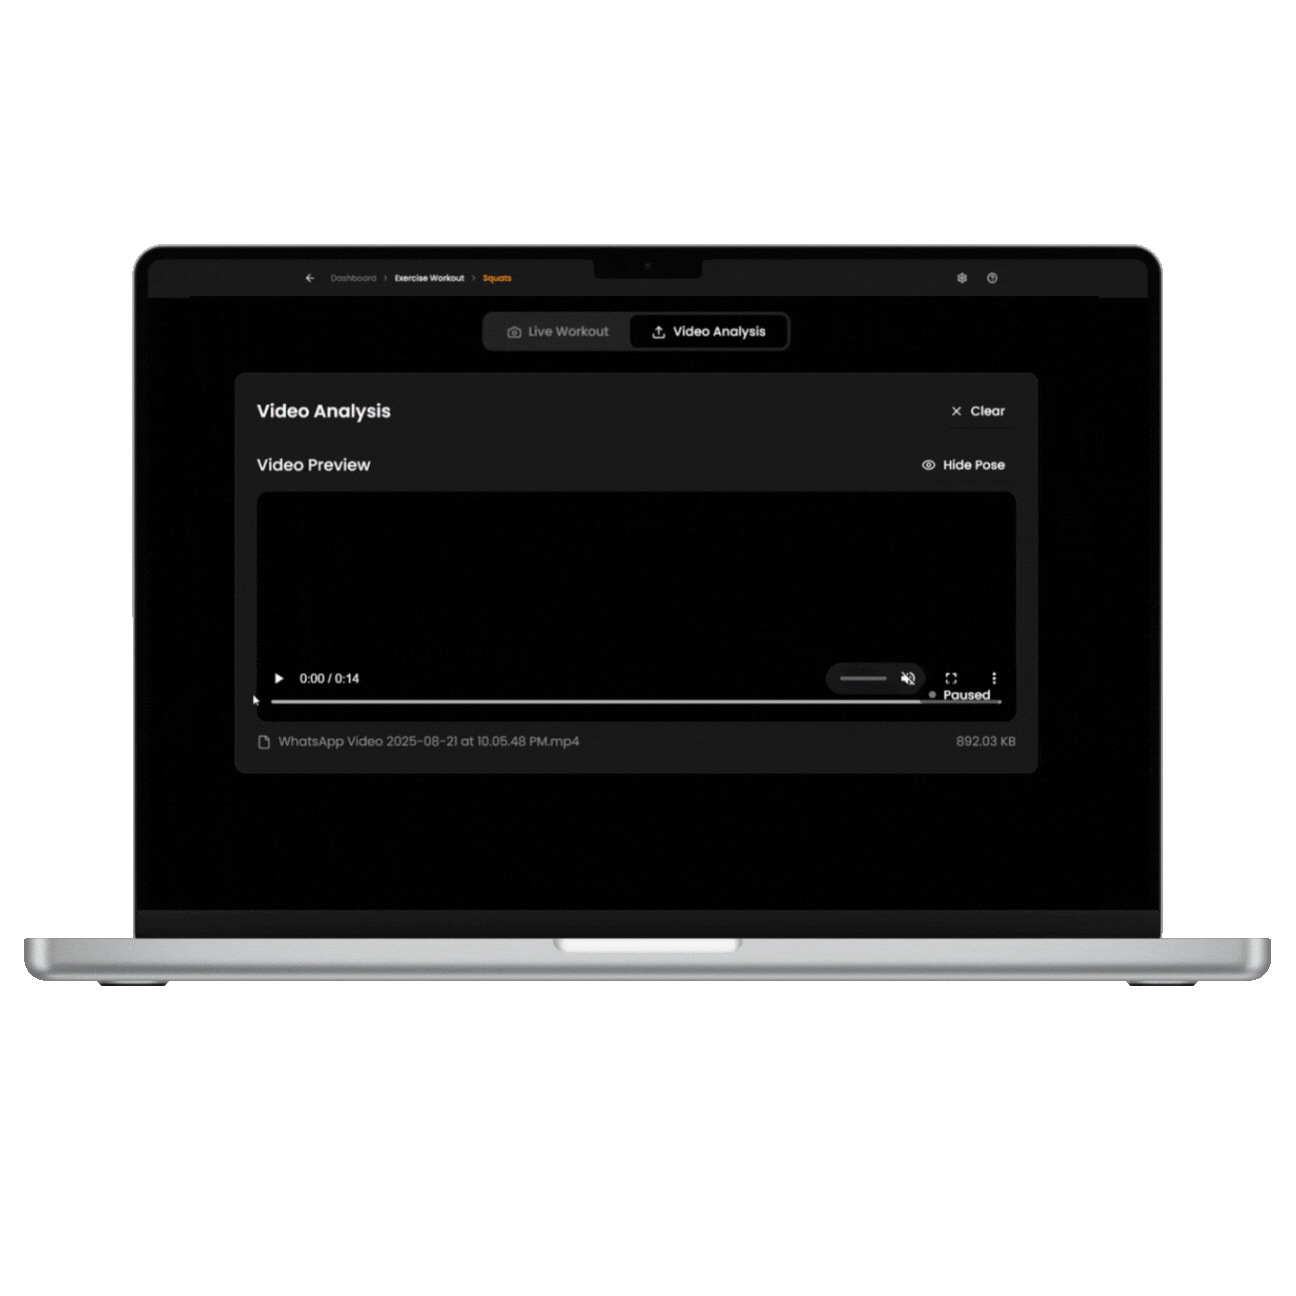 Dashboard > Exercise Workout > Squats
Live Workout
Video Analysis
Video Analysis
Clear
Video Preview
Hide Pose
0:00 / 0:14
Paused
WhatsApp Video 2025-08-21 at 10.05.48 PM.mp4
892.03 KB